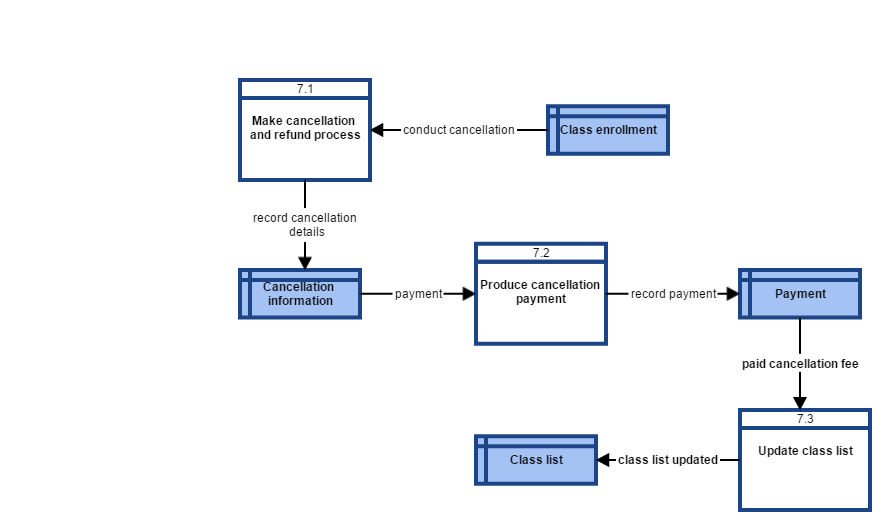 7.1
Make cancellation
and refund process
conduct cancellation
Class enrollment
record cancellation
details
7.2
Cancellation
information
payment
Produce cancellation
payment
record payment
Payment
paid cancellation fee
7.3
Update class list
class list updated
Class list